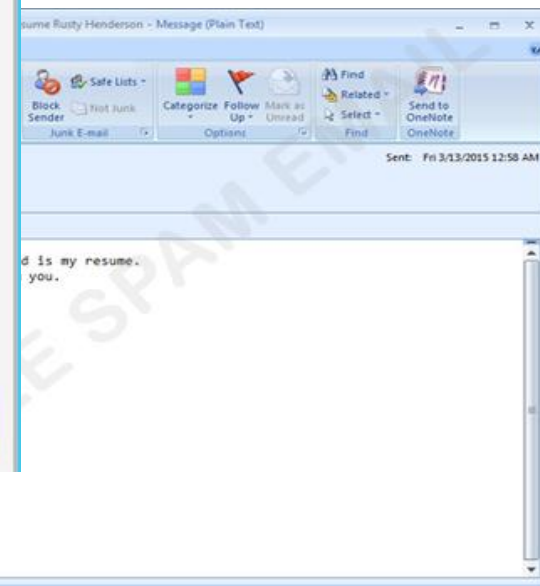 sume Rusty Henderson - Message (Plain Text)
Safe Lists
Block Sender
Not Junk
Junk E-mail
Categorize
Follow Up
Mark as Unread
Options
Find
Related
Select
Find
Send to OneNote
OneNote
Sent: Fri 3/13/2015 12:58 AM
d is my resume.
you.
E SPAM EMAIL